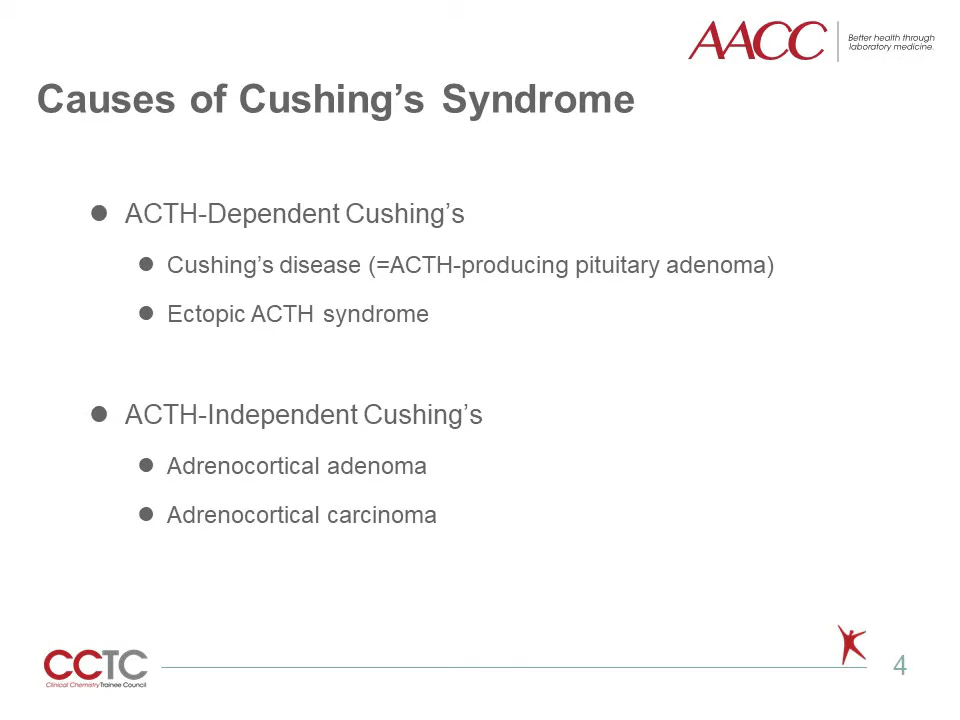 AACC
Better health through
laboratory medicine.
Causes of Cushing’s Syndrome
ACTH-Dependent Cushing’s
Cushing’s disease (=ACTH-producing pituitary adenoma)
Ectopic ACTH syndrome
ACTH-Independent Cushing’s
Adrenocortical adenoma
Adrenocortical carcinoma
CCTC
Clinical Chemistry Trainee Council
4